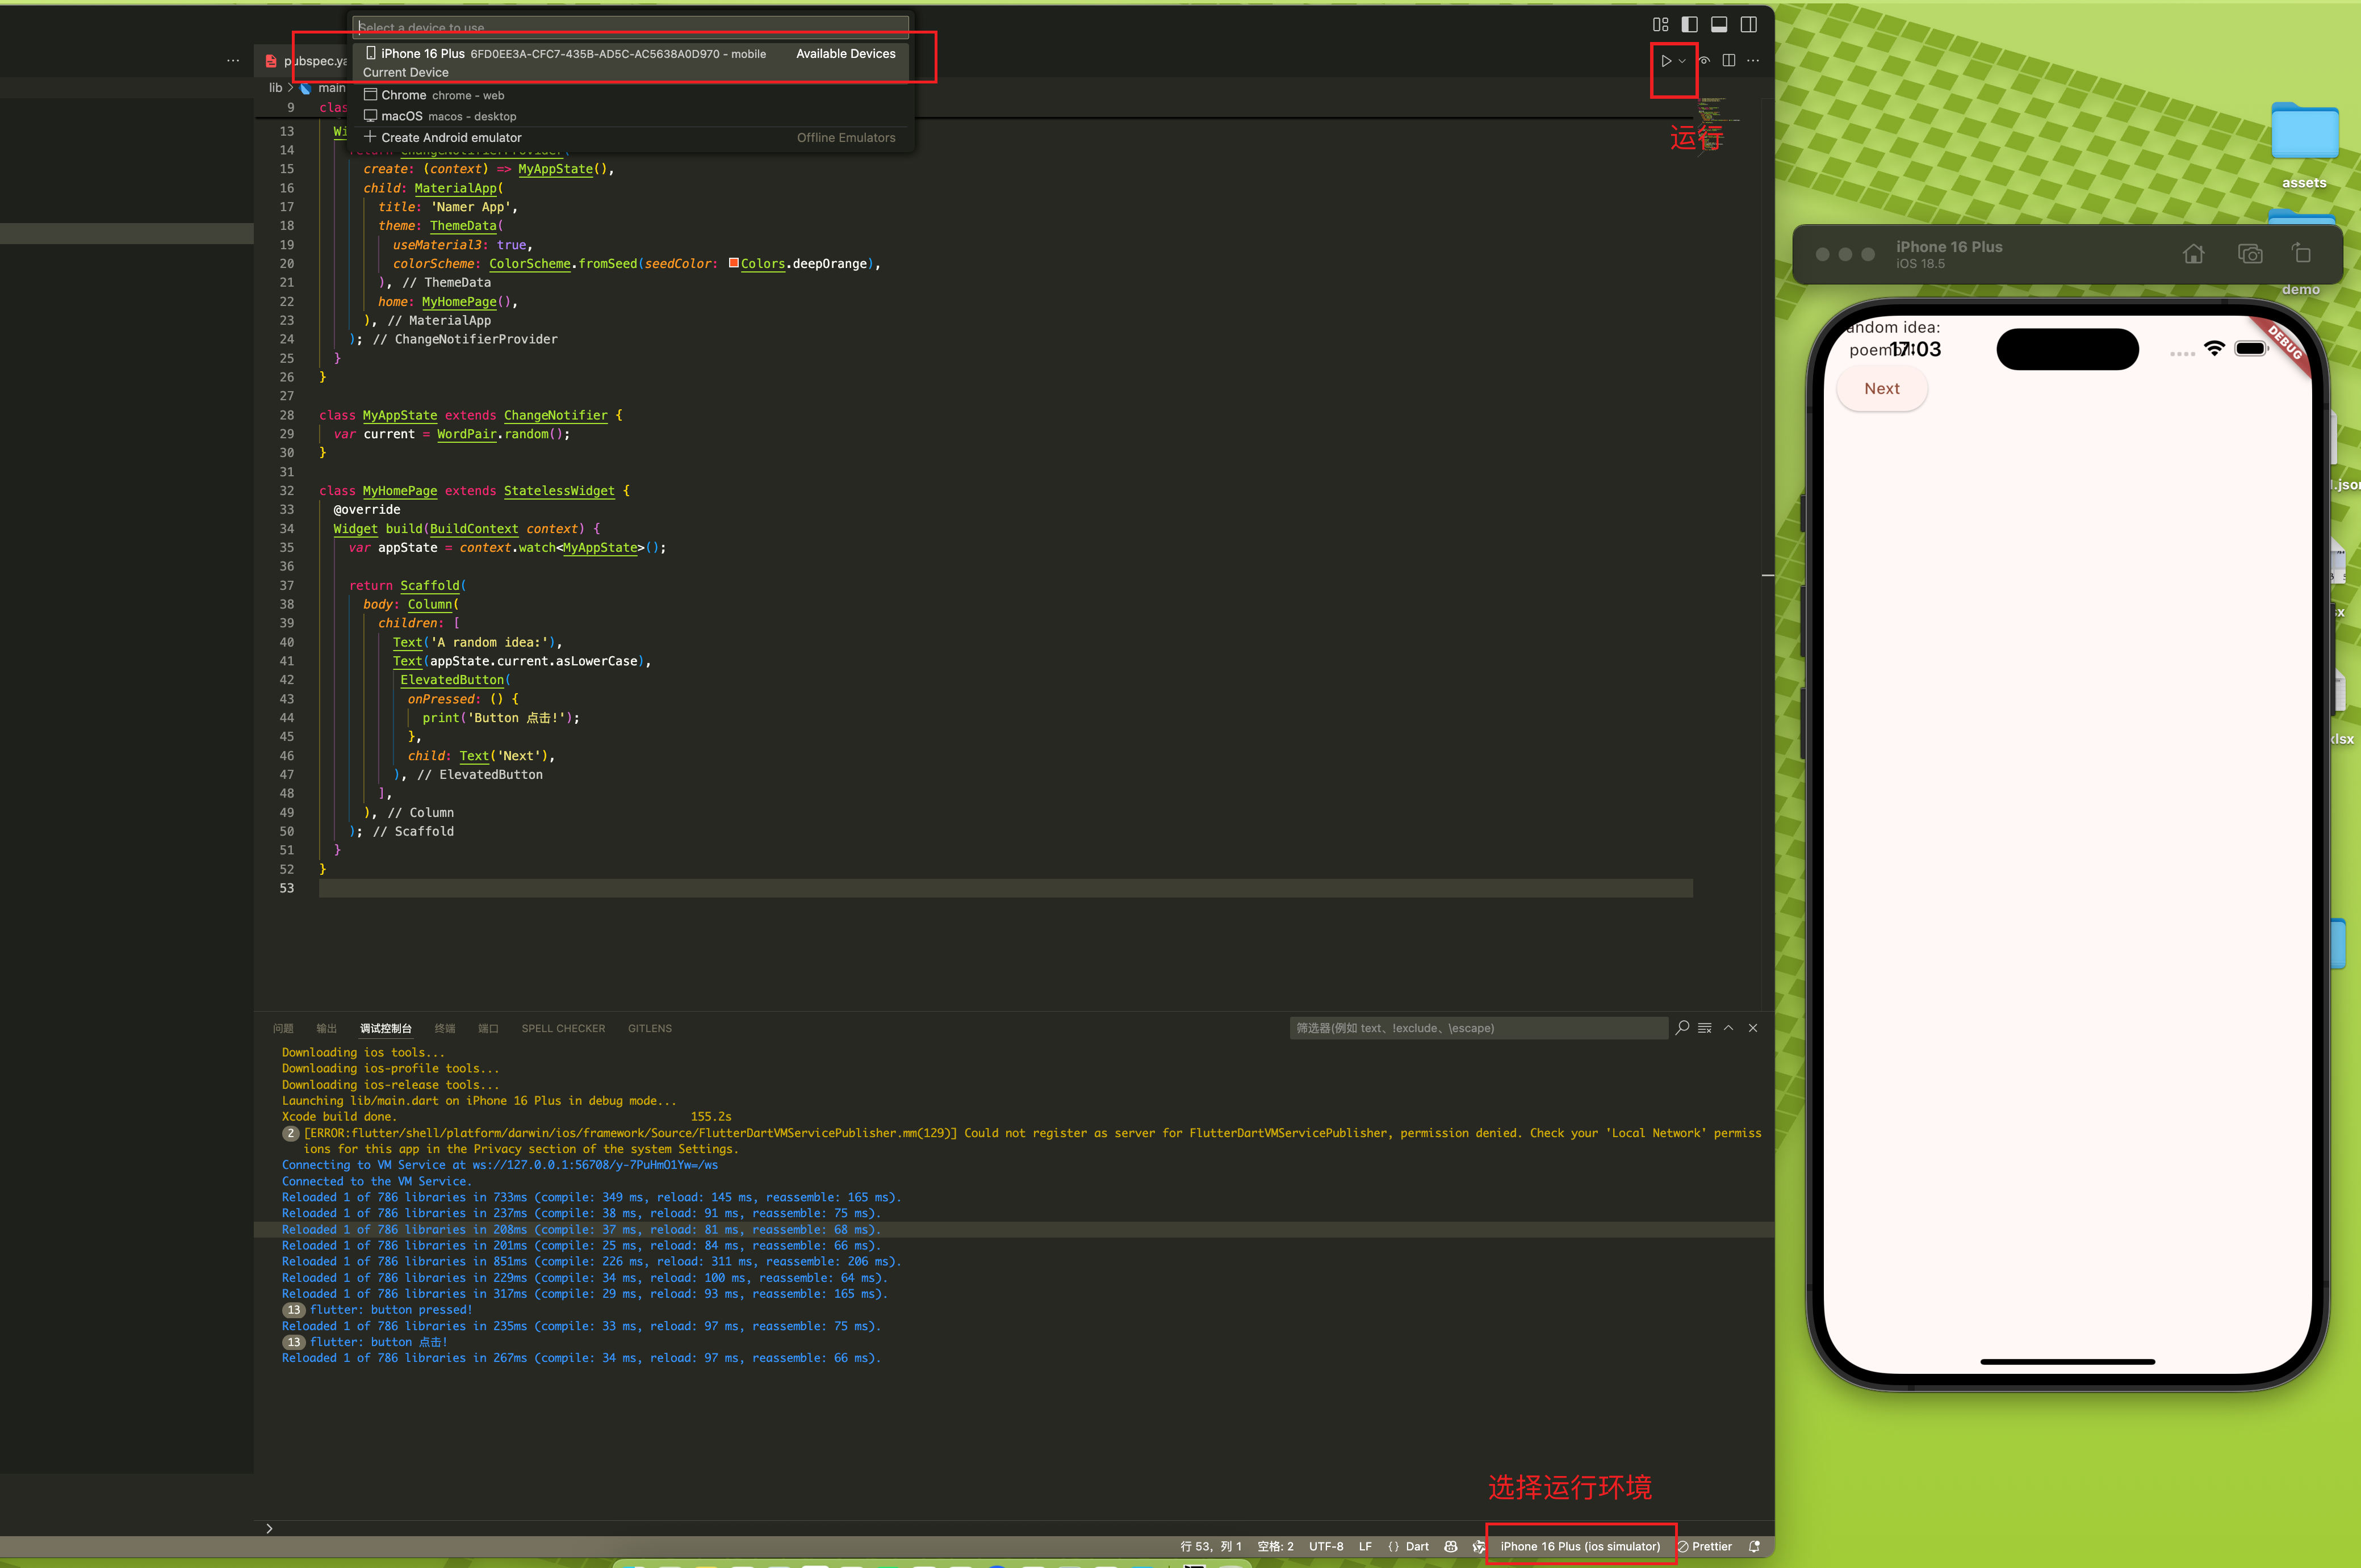 Select a device to use
iPhone 16 Plus 6FD0EE3A-CFC7-435B-AD5C-AC5638A0D970 – mobile Available Devices
Current Device
Chrome chrome – web
macOS macos – desktop
Create Android emulator Offline Emulators
pubspec.ya
lib > main
运行
9 clas
13 Wi
14 return ChangeNotifierProvider(
15 create: (context) => MyAppState(),
16 child: MaterialApp(
17 title: 'Namer App',
18 theme: ThemeData(
19 useMaterial3: true,
20 colorScheme: ColorScheme.fromSeed(seedColor: Colors.deepOrange),
21 ), // ThemeData
22 home: MyHomePage(),
23 ), // MaterialApp
24 ); // ChangeNotifierProvider
25 }
26 }
27
28 class MyAppState extends ChangeNotifier {
29 var current = WordPair.random();
30 }
31
32 class MyHomePage extends StatelessWidget {
33 @override
34 Widget build(BuildContext context) {
35 var appState = context.watch<MyAppState>();
36
37 return Scaffold(
38 body: Column(
39 children: [
40 Text('A random idea:'),
41 Text(appState.current.asLowerCase),
42 ElevatedButton(
43 onPressed: () {
44 print('Button 点击!');
45 },
46 child: Text('Next'),
47 ), // ElevatedButton
48 ],
49 ), // Column
50 ); // Scaffold
51 }
52 }
53
问题 输出 调试控制台 终端 端口 SPELL CHECKER GITLENS 筛选器(例如 text、!exclude、\escape)
Downloading ios tools...
Downloading ios-profile tools...
Downloading ios-release tools...
Launching lib/main.dart on iPhone 16 Plus in debug mode...
Xcode build done. 155.2s
2 [ERROR:flutter/shell/platform/darwin/ios/framework/Source/FlutterDartVMServicePublisher.mm(129)] Could not register as server for FlutterDartVMServicePublisher, permission denied. Check your 'Local Network' permiss
ions for this app in the Privacy section of the system Settings.
Connecting to VM Service at ws://127.0.0.1:56708/y-7PuHmO1Yw=/ws
Connected to the VM Service.
Reloaded 1 of 786 libraries in 733ms (compile: 349 ms, reload: 145 ms, reassemble: 165 ms).
Reloaded 1 of 786 libraries in 237ms (compile: 38 ms, reload: 91 ms, reassemble: 75 ms).
Reloaded 1 of 786 libraries in 208ms (compile: 37 ms, reload: 81 ms, reassemble: 68 ms).
Reloaded 1 of 786 libraries in 201ms (compile: 25 ms, reload: 84 ms, reassemble: 66 ms).
Reloaded 1 of 786 libraries in 851ms (compile: 226 ms, reload: 311 ms, reassemble: 206 ms).
Reloaded 1 of 786 libraries in 229ms (compile: 34 ms, reload: 100 ms, reassemble: 64 ms).
Reloaded 1 of 786 libraries in 317ms (compile: 29 ms, reload: 93 ms, reassemble: 165 ms).
13 flutter: button pressed!
Reloaded 1 of 786 libraries in 235ms (compile: 33 ms, reload: 97 ms, reassemble: 75 ms).
13 flutter: button 点击!
Reloaded 1 of 786 libraries in 267ms (compile: 34 ms, reload: 97 ms, reassemble: 66 ms).
选择运行环境
行 53，列 1 空格: 2 UTF-8 LF {} Dart iPhone 16 Plus (ios simulator) Prettier
assets
iPhone 16 Plus
iOS 18.5
demo
andom idea:
17:03
DEBUG
Next
.json
sx
xlsx